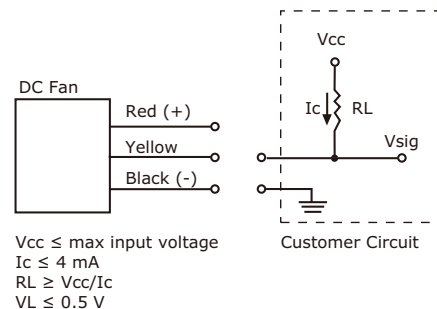 Vcc
DC Fan
Ic
RL
Red (+)
Yellow
Vsig
Black (-)
Vcc ≤ max input voltage
Customer Circuit
Ic ≤ 4 mA
RL ≥ Vcc/Ic
VL ≤ 0.5 V